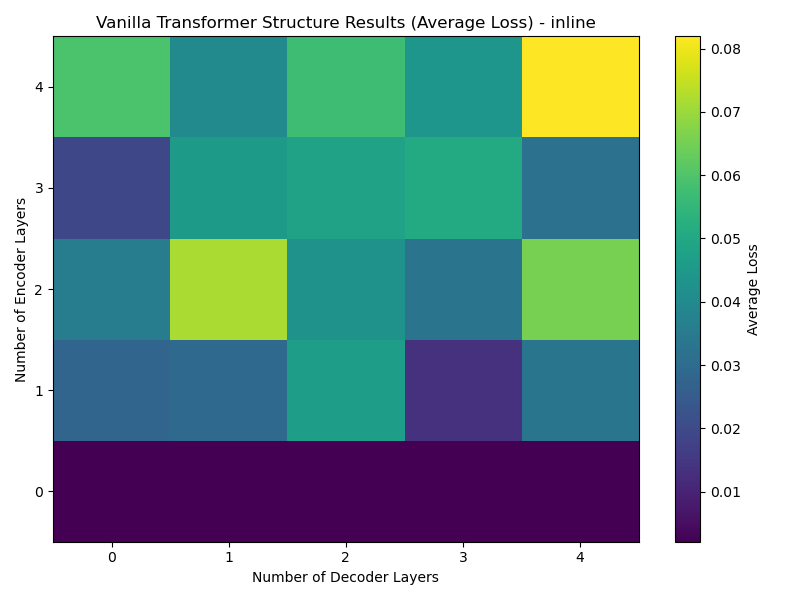 Vanilla Transformer Structure Results (Average Loss) - inline
4
3
2
1
0
Number of Encoder Layers
0 1 2 3 4
Number of Decoder Layers
0.08
0.07
0.06
0.05
0.04
0.03
0.02
0.01
Average Loss